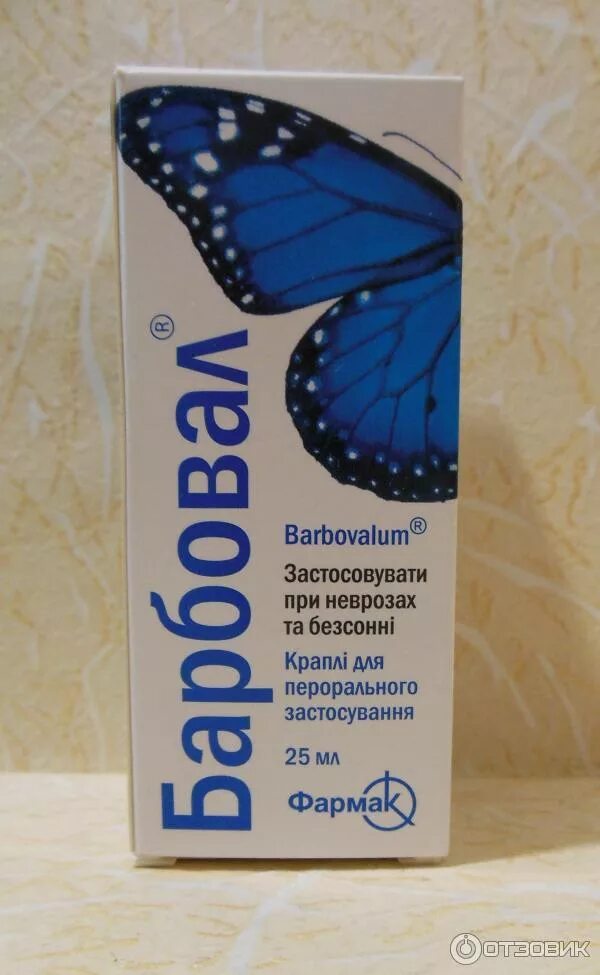 Барбовал®
Barbovalum®
Застосовувати
при неврозах
та безсонні
Краплі для
перорального
застосування
25 мл
Фармак
ОТЗОВИК